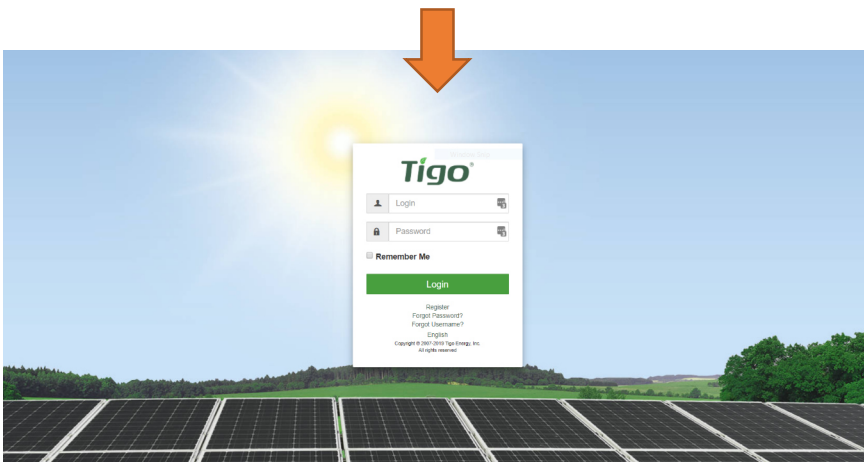 Tigo®
Login
Password
Remember Me
Login
Register
Forgot Password?
Forgot Username?
English
Copyright © 2007-2018 Tigo Energy, Inc.
All rights reserved